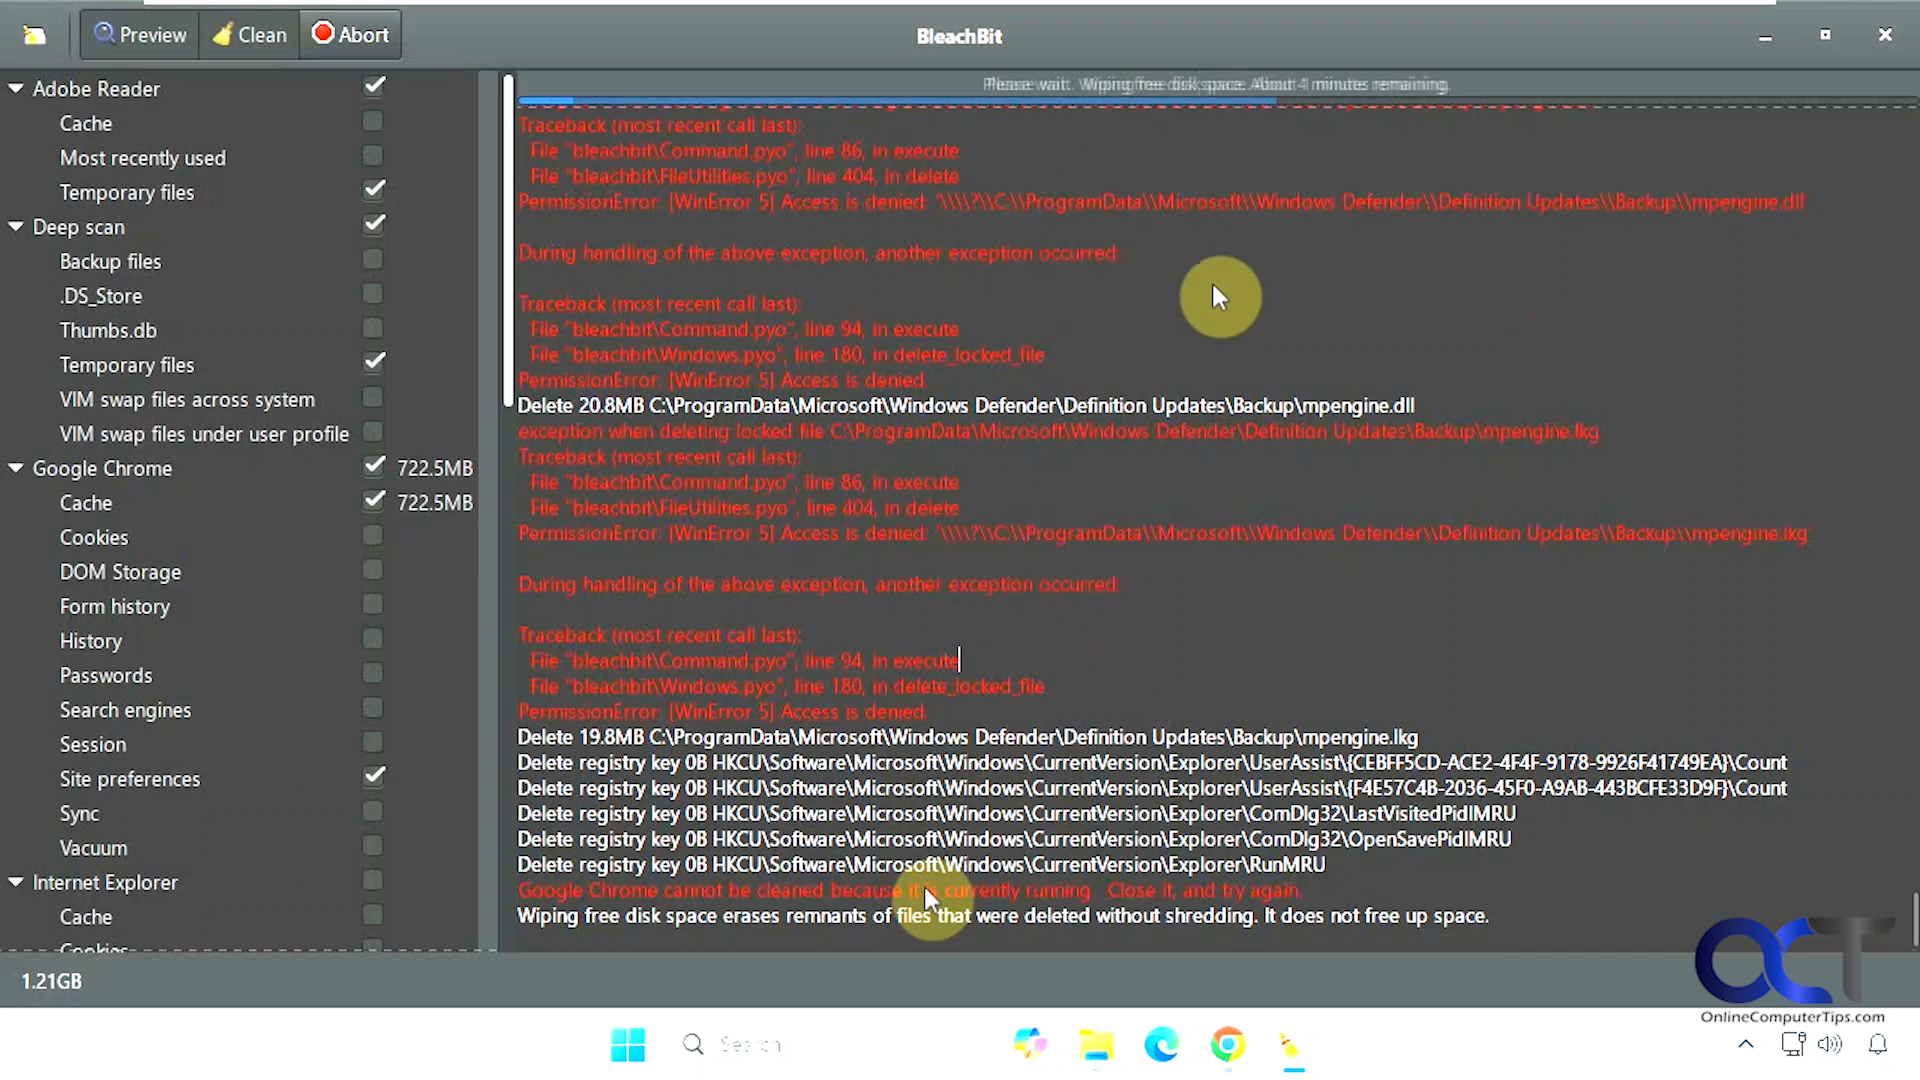 Preview
Clean
Abort
BleachBit
Adobe Reader
Cache
Most recently used
Temporary files
Deep scan
Backup files
.DS_Store
Thumbs.db
Temporary files
VIM swap files across system
VIM swap files under user profile
Google Chrome 722.5MB
Cache 722.5MB
Cookies
DOM Storage
Form history
History
Passwords
Search engines
Session
Site preferences
Sync
Vacuum
Internet Explorer
Cache
Cookies
1.21GB
Please wait. Wiping free disk space. About minutes remaining.
Traceback (most recent call last):
File "bleachbit\Command.pyo", line 86, in execute
File "bleachbit\FileUtilities.pyo", line 404, in delete
PermissionError: [WinError 5] Access is denied: '\\\\?\\C:\\ProgramData\\Microsoft\\Windows Defender\\Definition Updates\\Backup\\mpengine.dll
During handling of the above exception, another exception occurred
Traceback (most recent call last):
File "bleachbit\Command.pyo", line 94, in execute
File "bleachbit\Windows.pyo", line 180, in delete_locked_file
PermissionError: [WinError 5] Access is denied.
Delete 20.8MB C:\ProgramData\Microsoft\Windows Defender\Definition Updates\Backup\mpengine.dll
exception when deleting locked file C:\ProgramData\Microsoft\Windows Defender\Definition Updates\Backup\mpengine.lkg
Traceback (most recent call last):
File "bleachbit\Command.pyo", line 86, in execute
File "bleachbit\FileUtilities.pyo", line 404, in delete
PermissionError: [WinError 5] Access is denied: '\\\\?\\C:\\ProgramData\\Microsoft\\Windows Defender\\Definition Updates\\Backup\\mpengine.lkg
During handling of the above exception, another exception occurred
Traceback (most recent call last):
File "bleachbit\Command.pyo", line 94, in execute
File "bleachbit\Windows.pyo", line 180, in delete_locked_file
PermissionError: [WinError 5] Access is denied.
Delete 19.8MB C:\ProgramData\Microsoft\Windows Defender\Definition Updates\Backup\mpengine.lkg
Delete registry key 0B HKCU\Software\Microsoft\Windows\CurrentVersion\Explorer\UserAssist\{CEBFF5CD-ACE2-4F4F-9178-9926F41749EA}\Count
Delete registry key 0B HKCU\Software\Microsoft\Windows\CurrentVersion\Explorer\UserAssist\{F4E57C4B-2036-45F0-A9AB-443BCFE33D9F}\Count
Delete registry key 0B HKCU\Software\Microsoft\Windows\CurrentVersion\Explorer\ComDlg32\LastVisitedPidlMRU
Delete registry key 0B HKCU\Software\Microsoft\Windows\CurrentVersion\Explorer\ComDlg32\OpenSavePidlMRU
Delete registry key 0B HKCU\Software\Microsoft\Windows\CurrentVersion\Explorer\RunMRU
Google Chrome cannot be cleaned because it is currently running. Close it, and try again.
Wiping free disk space erases remnants of files that were deleted without shredding. It does not free up space.
OCT
OnlineComputerTips.com
Search